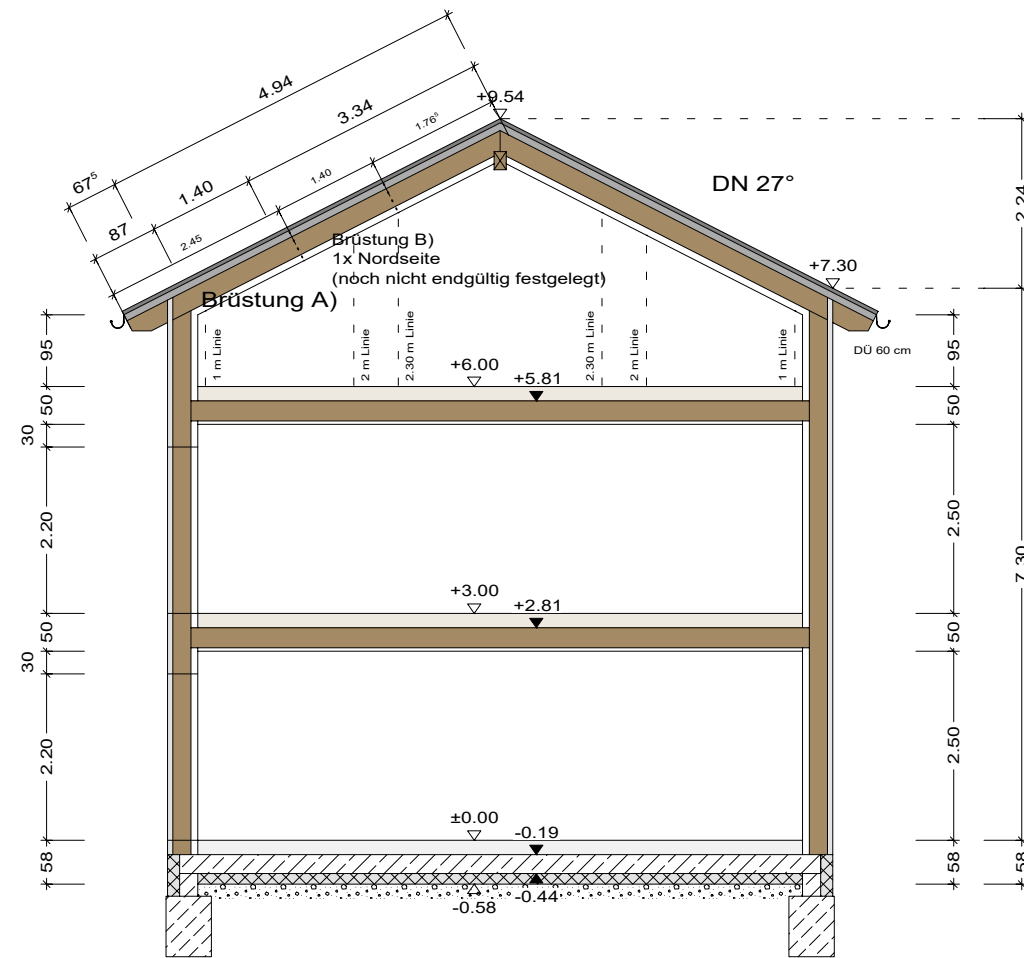 4.94
3.34
1.76⁵
+9.54
67⁵
1.40
1.40
87
2.45
DN 27°
2.24
Brüstung B)
1x Nordseite
(noch nicht endgültig festgelegt)
Brüstung A)
+7.30
DÜ 60 cm
1 m Linie
2 m Linie
2.30 m Linie
2.30 m Linie
2 m Linie
1 m Linie
95
95
+6.00
+5.81
50
50
30
2.20
2.50
7.30
+3.00
+2.81
50
50
30
2.20
2.50
±0.00
-0.19
58
58
58
-0.44
-0.58